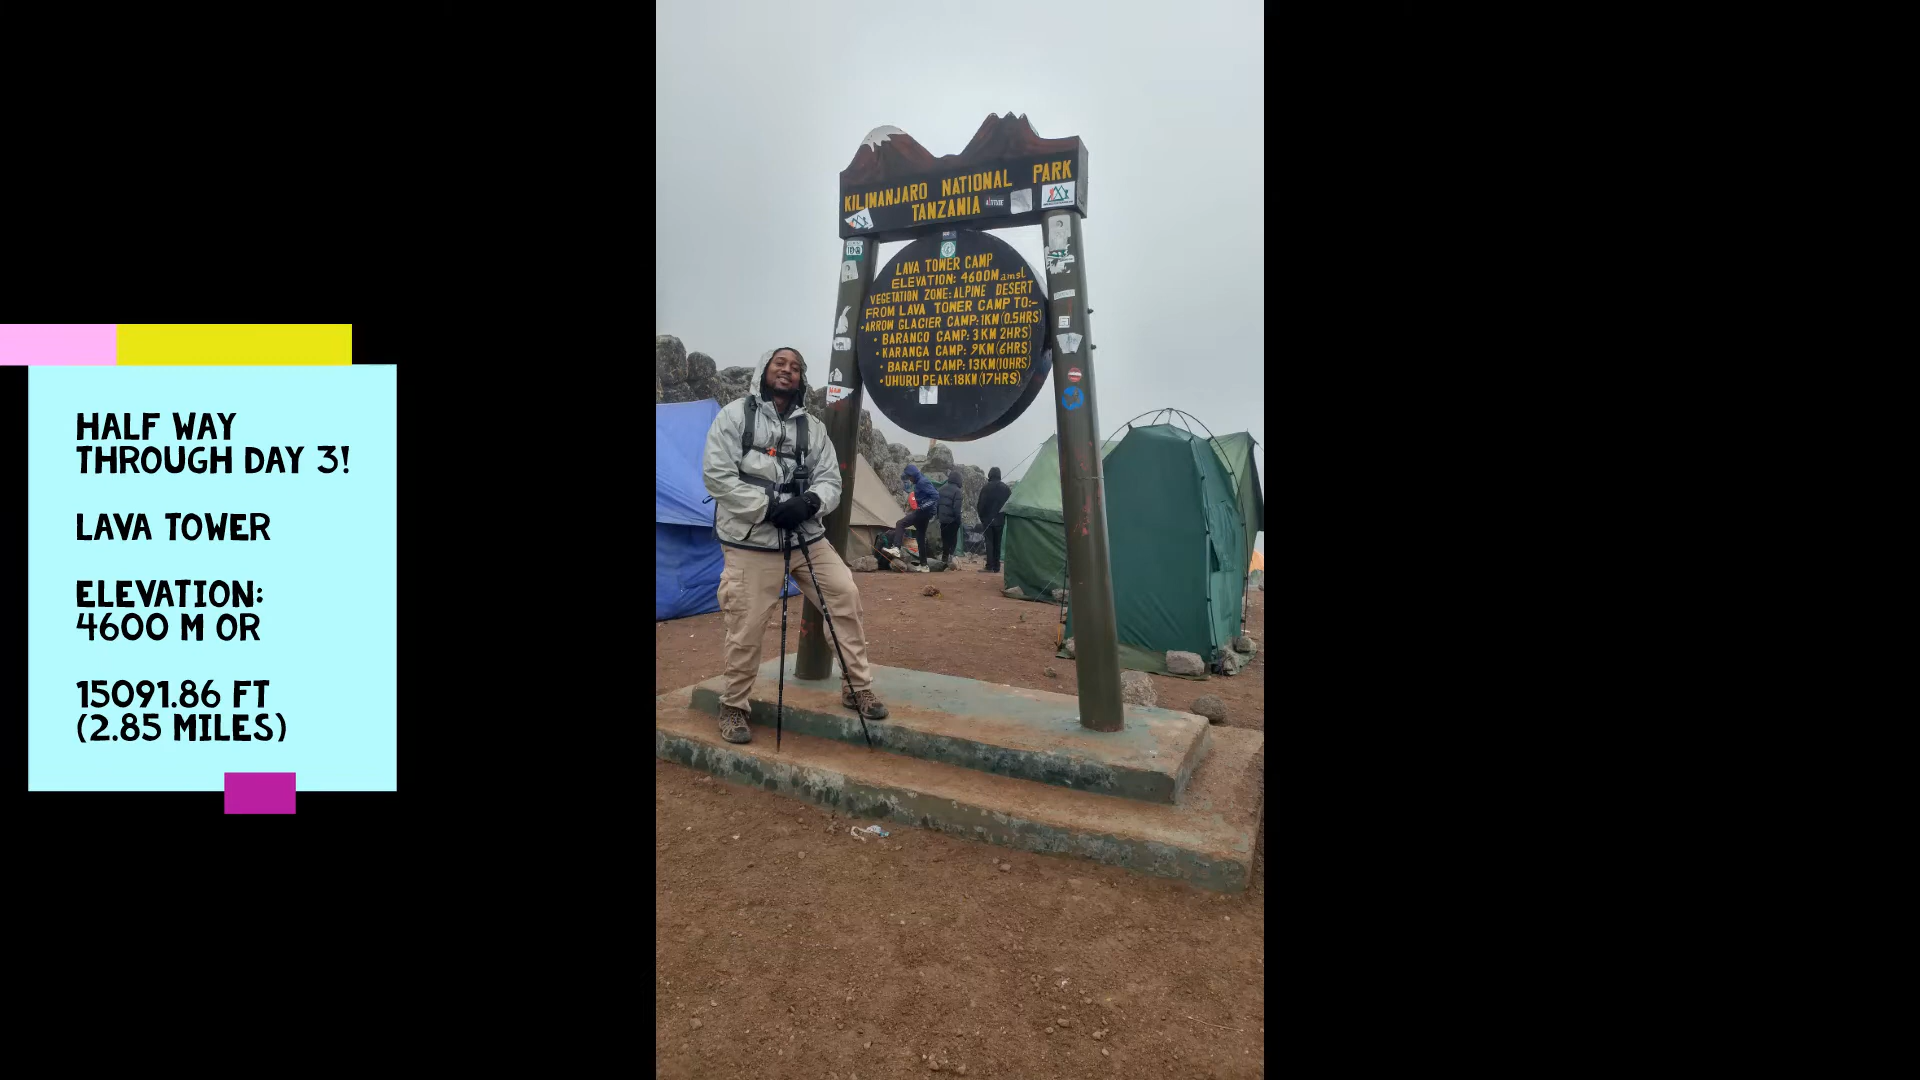 HALF WAY
THROUGH DAY 3!
LAVA TOWER
ELEVATION:
4600 M OR
15091.86 FT
(2.85 MILES)
KILIMANJARO NATIONAL PARK
TANZANIA
LAVA TOWER CAMP
ELEVATION: 4600M amsl
VEGETATION ZONE: ALPINE DESERT
FROM LAVA TOWER CAMP TO:-
•ARROW GLACIER CAMP: 1KM (0.5HRS)
• BARANCO CAMP: 3KM 2HRS)
• KARANGA CAMP: 9KM (6HRS)
• BARAFU CAMP: 13KM (10HRS)
•UHURU PEAK: 18KM (17HRS)